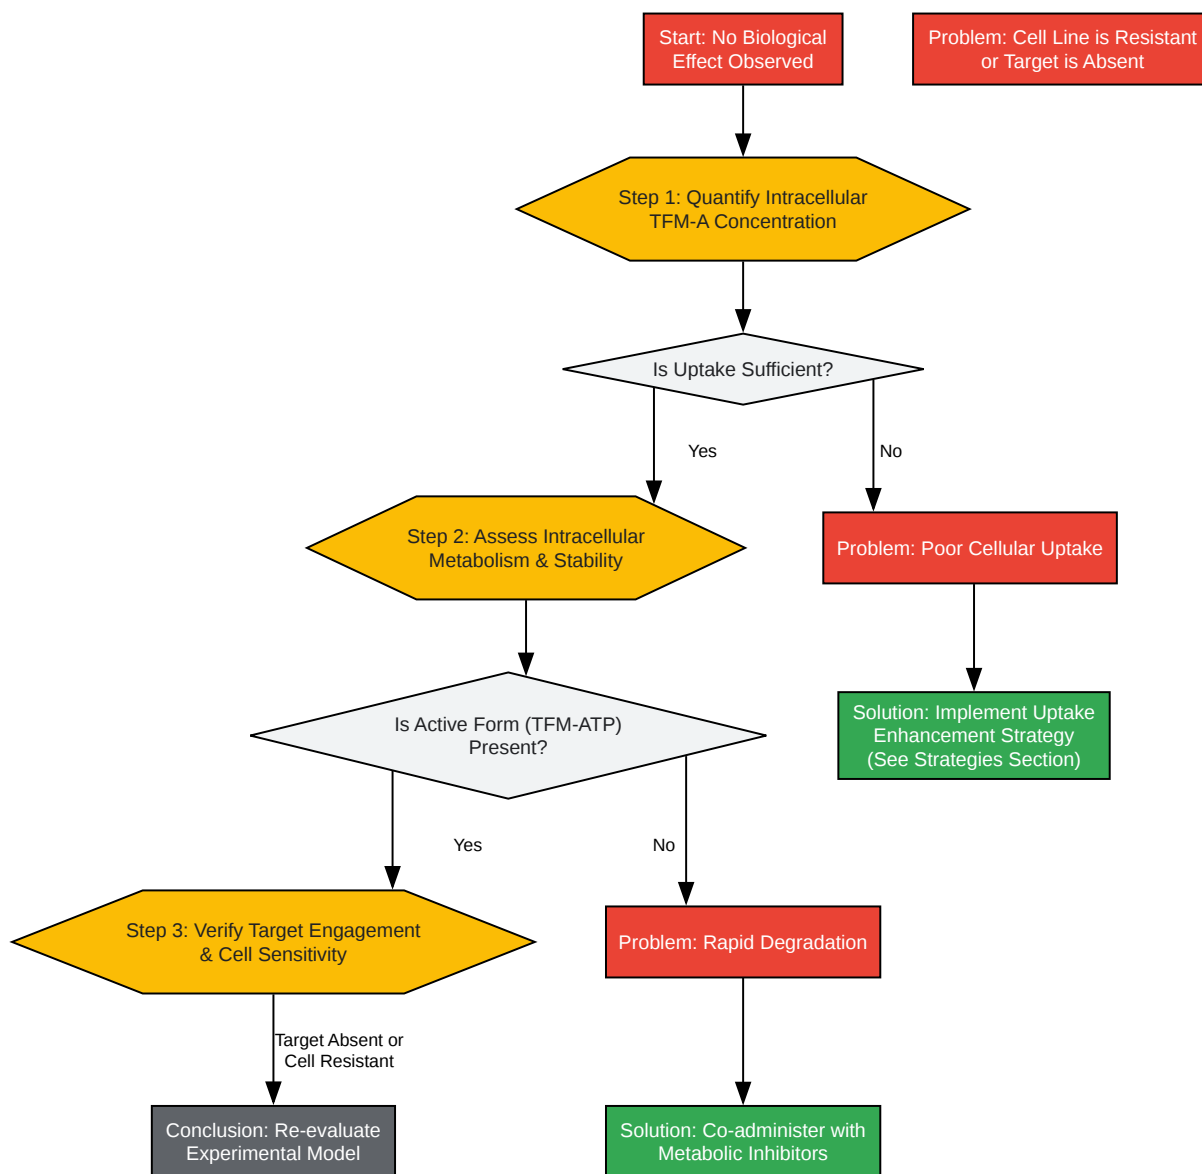 Start: No Biological
Effect Observed
Problem: Cell Line is Resistant
or Target is Absent
Step 1: Quantify Intracellular
TFM-A Concentration
Is Uptake Sufficient?
Yes
No
Step 2: Assess Intracellular
Metabolism & Stability
Problem: Poor Cellular Uptake
Is Active Form (TFM-ATP)
Present?
Solution: Implement Uptake
Enhancement Strategy
(See Strategies Section)
Yes
No
Step 3: Verify Target Engagement
& Cell Sensitivity
Problem: Rapid Degradation
Target Absent or
Cell Resistant
Conclusion: Re-evaluate
Experimental Model
Solution: Co-administer with
Metabolic Inhibitors